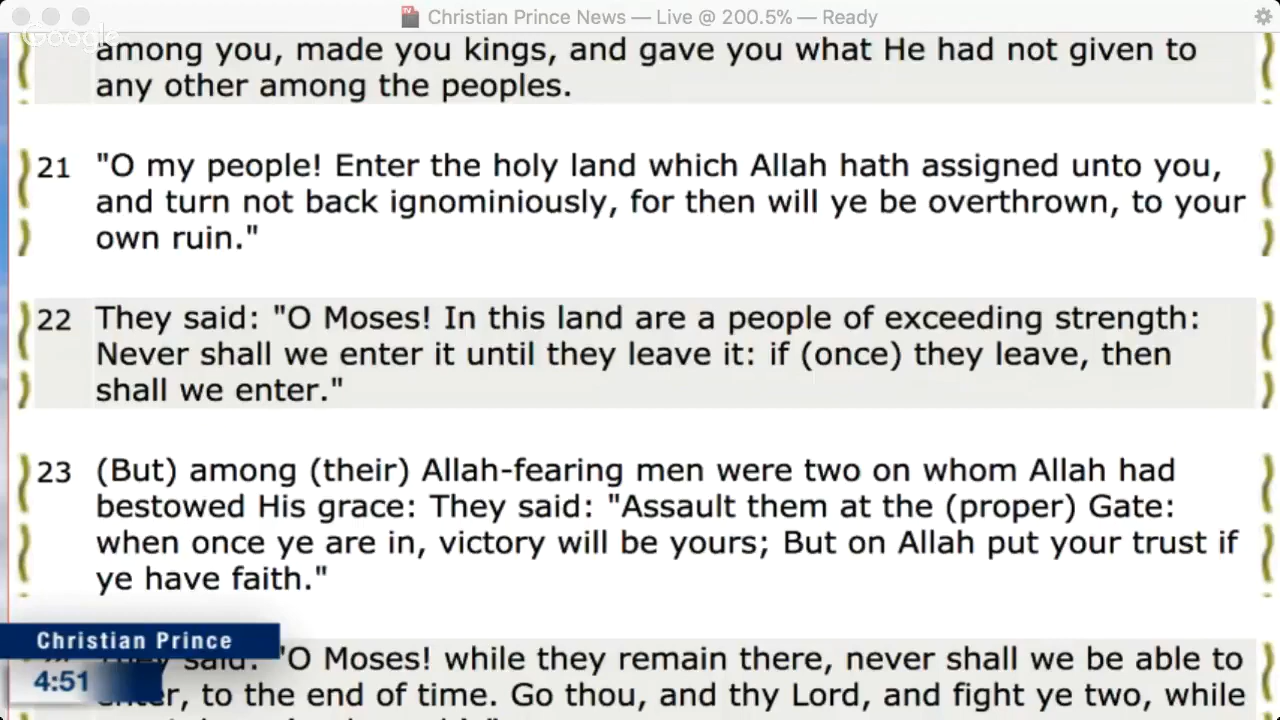 Christian Prince News — Live @ 200.5% — Ready
Google
among you, made you kings, and gave you what He had not given to
any other among the peoples.
21 "O my people! Enter the holy land which Allah hath assigned unto you,
and turn not back ignominiously, for then will ye be overthrown, to your
own ruin."
22 They said: "O Moses! In this land are a people of exceeding strength:
Never shall we enter it until they leave it: if (once) they leave, then
shall we enter."
23 (But) among (their) Allah-fearing men were two on whom Allah had
bestowed His grace: They said: "Assault them at the (proper) Gate:
when once ye are in, victory will be yours; But on Allah put your trust if
ye have faith."
They said: "O Moses! while they remain there, never shall we be able to
to the end of time. Go thou, and thy Lord, and fight ye two, while
Christian Prince
4:51